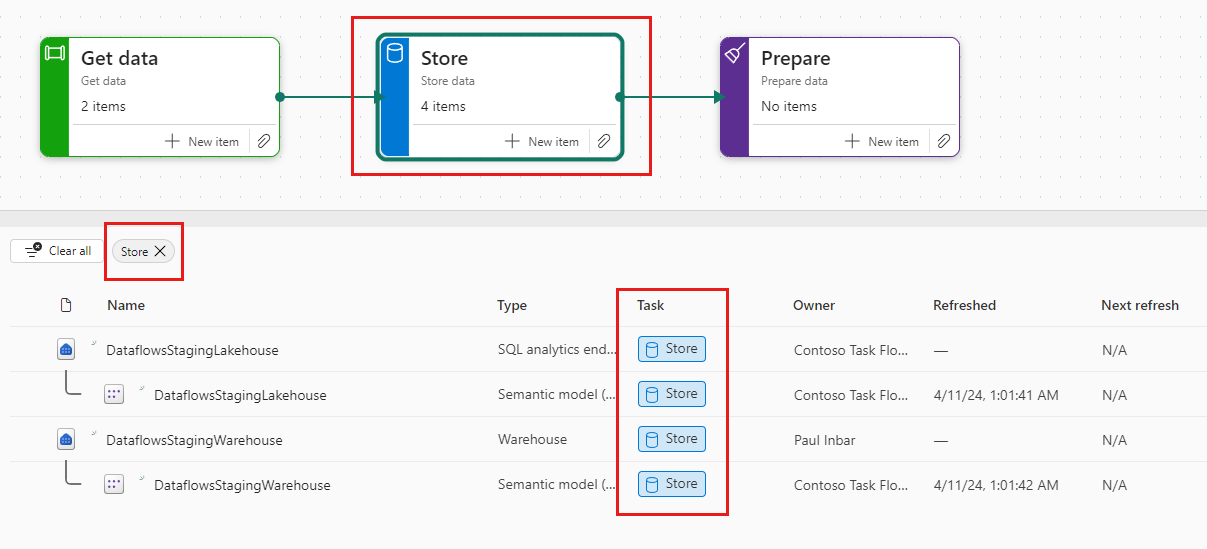 Get data
Get data
2 items
New item
Store
Store data
4 items
New item
Prepare
Prepare data
No items
New item
Clear all
Store
Name Type Task Owner Refreshed Next refresh
DataflowsStagingLakehouse SQL analytics end... Store Contoso Task Flo... — N/A
DataflowsStagingLakehouse Semantic model (... Store Contoso Task Flo... 4/11/24, 1:01:41 AM N/A
DataflowsStagingWarehouse Warehouse Store Paul Inbar — N/A
DataflowsStagingWarehouse Semantic model (... Store Contoso Task Flo... 4/11/24, 1:01:42 AM N/A